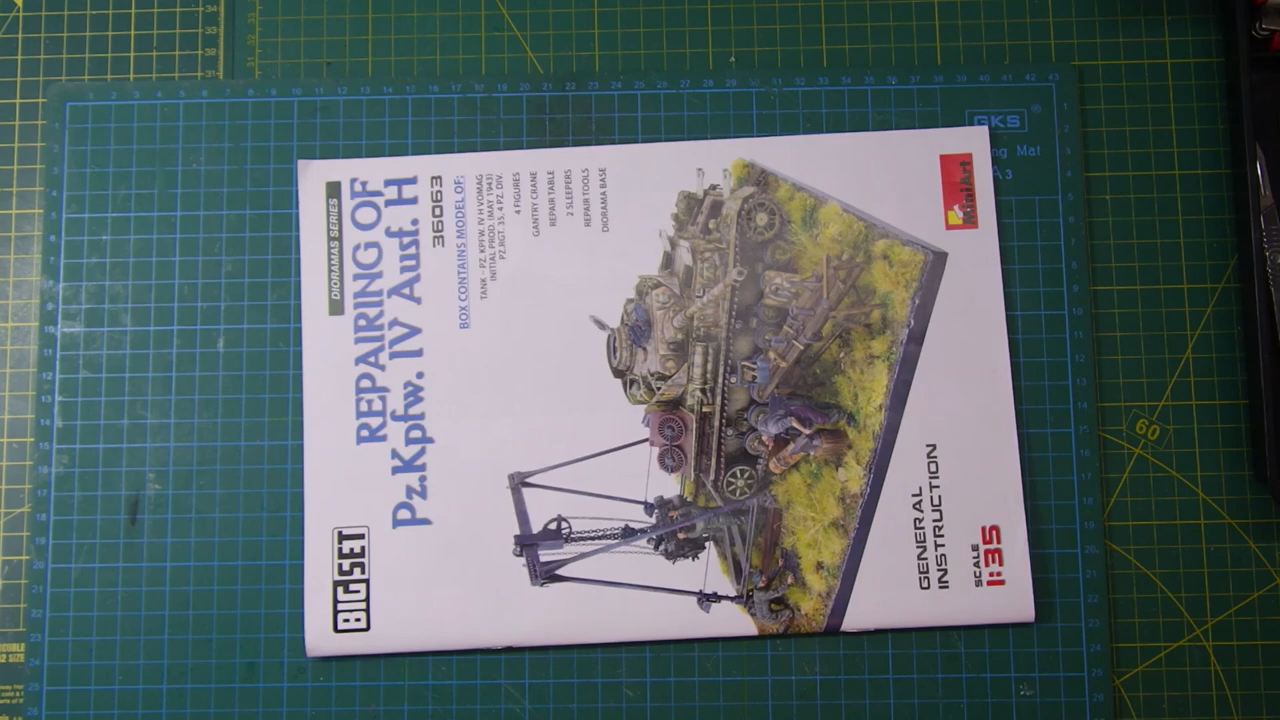 DIORAMAS SERIES
BIG SET
REPAIRING OF
Pz.Kpfw. IV Ausf. H
36063
BOX CONTAINS MODEL OF:
TANK – PZ. KPFW. IV H VOMAG
INITIAL PROD. (MAY 1943)
PZ.RGT. 35, 4 PZ. DIV.
4 FIGURES
GANTRY CRANE
REPAIR TABLE
2 SLEEPERS
REPAIR TOOLS
DIORAMA BASE
GENERAL
INSTRUCTION
SCALE
1:35
MiniArt
GKS
ng Mat
A3
60